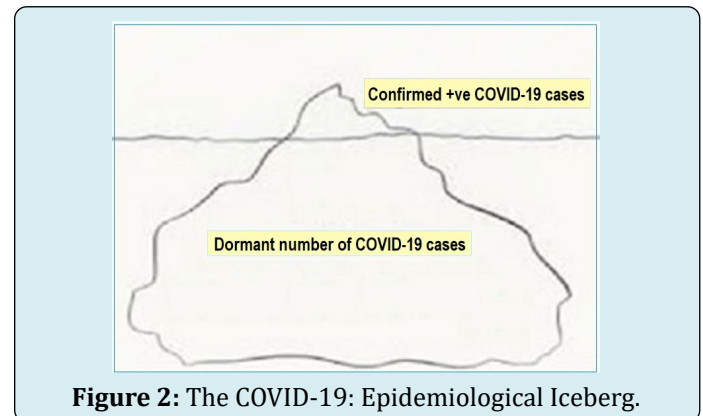 Confirmed +ve COVID-19 cases
Dormant number of COVID-19 cases
Figure 2: The COVID-19: Epidemiological Iceberg.